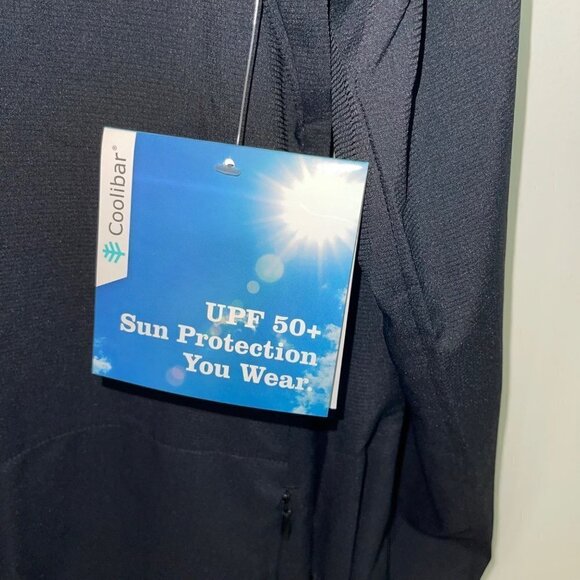 Coolibar®
UPF 50+
Sun Protection
You Wear.